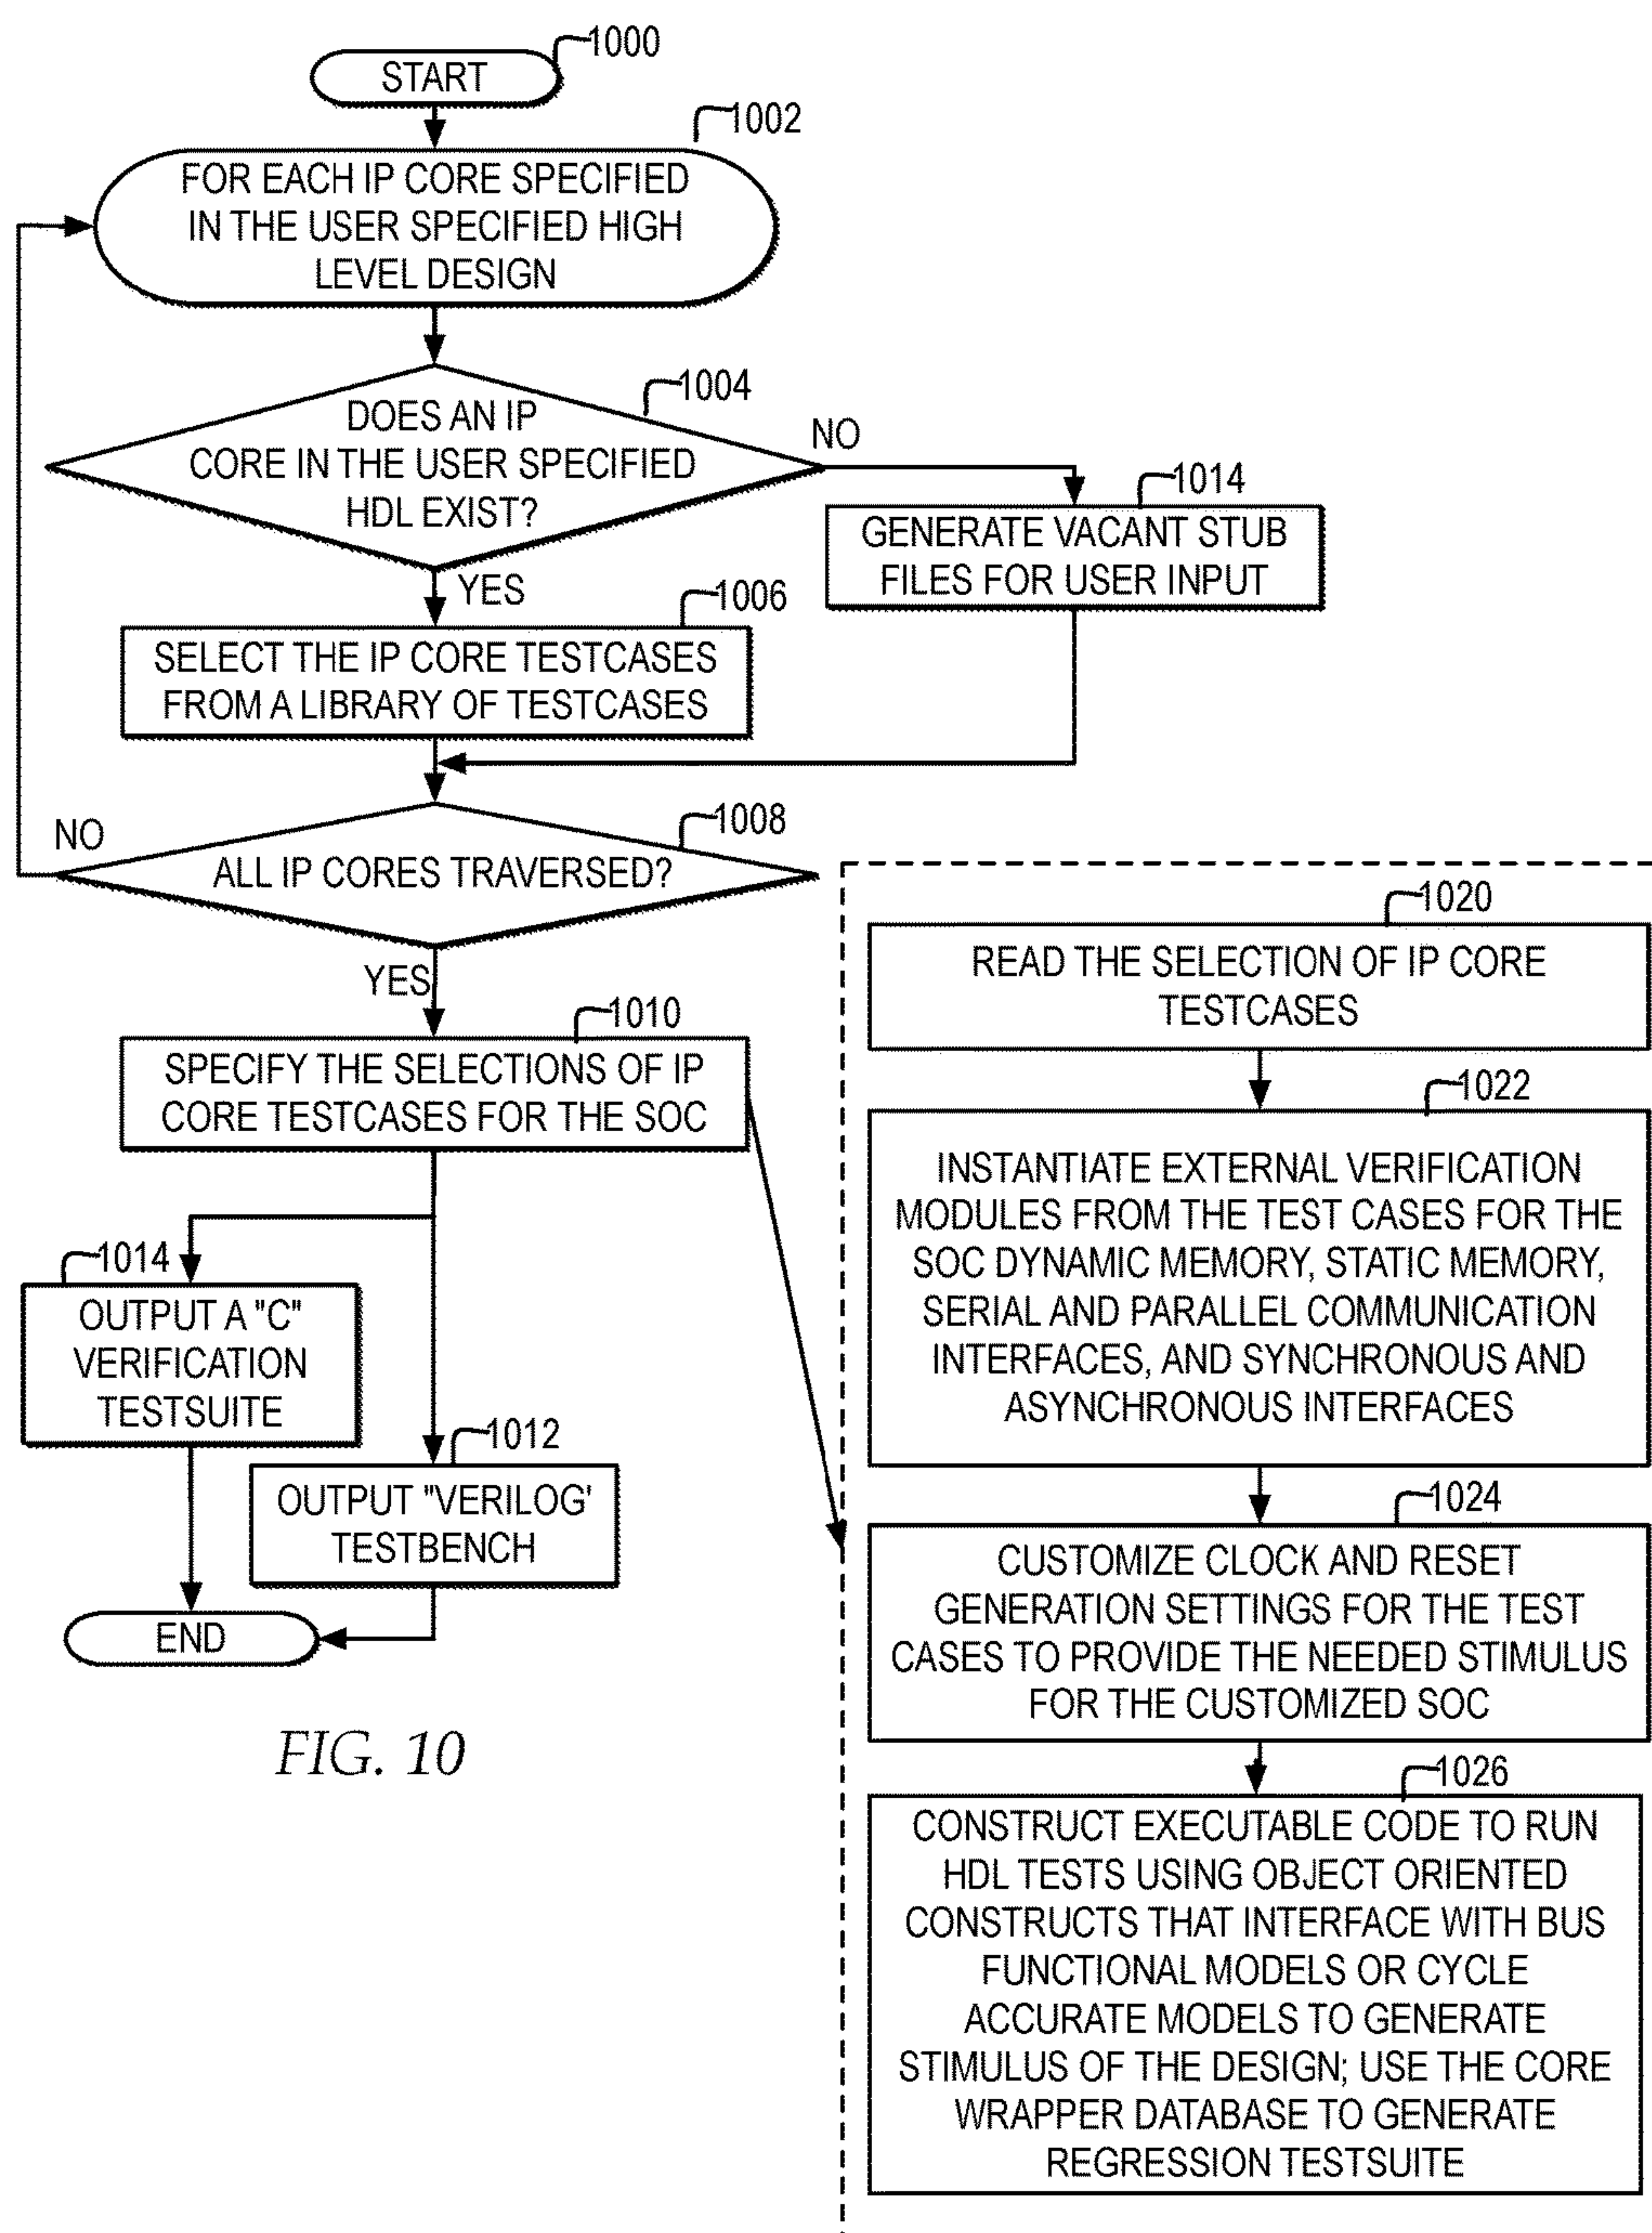 1000
START
1002
FOR EACH IP CORE SPECIFIED
IN THE USER SPECIFIED HIGH
LEVEL DESIGN
1004
DOES AN IP
CORE IN THE USER SPECIFIED
HDL EXIST?
NO
1014
GENERATE VACANT STUB
FILES FOR USER INPUT
YES
1006
SELECT THE IP CORE TESTCASES
FROM A LIBRARY OF TESTCASES
1008
NO
ALL IP CORES TRAVERSED?
YES
1010
SPECIFY THE SELECTIONS OF IP
CORE TESTCASES FOR THE SOC
1014
OUTPUT A "C"
VERIFICATION
TESTSUITE
1012
OUTPUT "VERILOG'
TESTBENCH
END
FIG. 10
1020
READ THE SELECTION OF IP CORE
TESTCASES
1022
INSTANTIATE EXTERNAL VERIFICATION
MODULES FROM THE TEST CASES FOR THE
SOC DYNAMIC MEMORY, STATIC MEMORY,
SERIAL AND PARALLEL COMMUNICATION
INTERFACES, AND SYNCHRONOUS AND
ASYNCHRONOUS INTERFACES
1024
CUSTOMIZE CLOCK AND RESET
GENERATION SETTINGS FOR THE TEST
CASES TO PROVIDE THE NEEDED STIMULUS
FOR THE CUSTOMIZED SOC
1026
CONSTRUCT EXECUTABLE CODE TO RUN
HDL TESTS USING OBJECT ORIENTED
CONSTRUCTS THAT INTERFACE WITH BUS
FUNCTIONAL MODELS OR CYCLE
ACCURATE MODELS TO GENERATE
STIMULUS OF THE DESIGN; USE THE CORE
WRAPPER DATABASE TO GENERATE
REGRESSION TESTSUITE